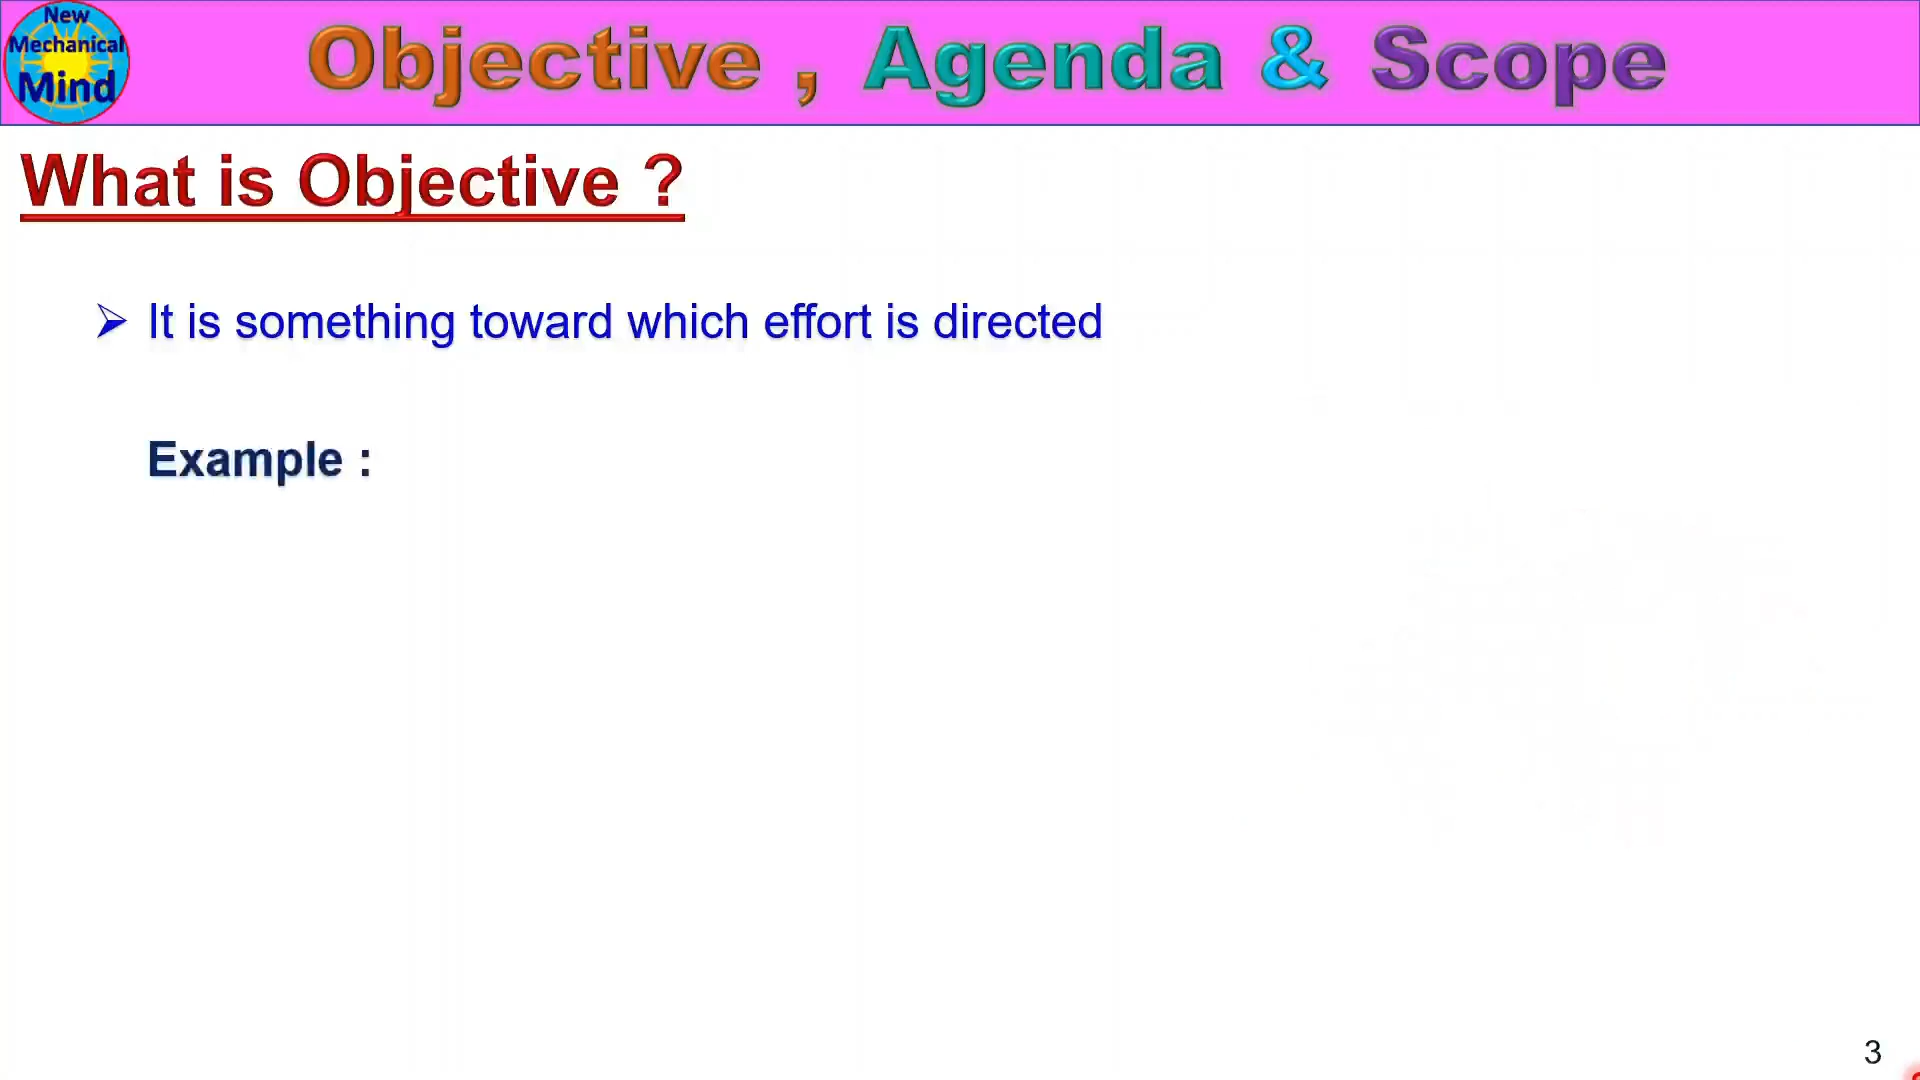 New
Mechanical
Mind
Objective , Agenda & Scope
What is Objective ?
➢ It is something toward which effort is directed
Example :
3